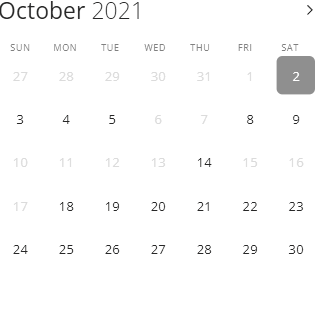 October 2021 >
SUN MON TUE WED THU FRI SAT
27 28 29 30 31 1 2
3 4 5 6 7 8 9
10 11 12 13 14 15 16
17 18 19 20 21 22 23
24 25 26 27 28 29 30